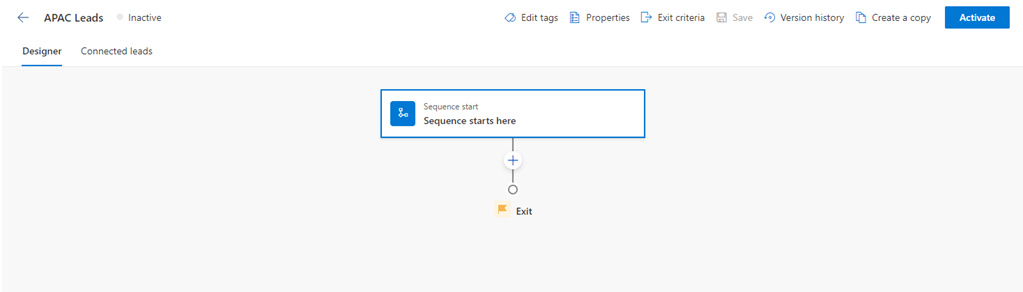 APAC Leads Inactive Edit tags Properties Exit criteria Save Version history Create a copy Activate
Designer Connected leads
Sequence start
Sequence starts here
Exit